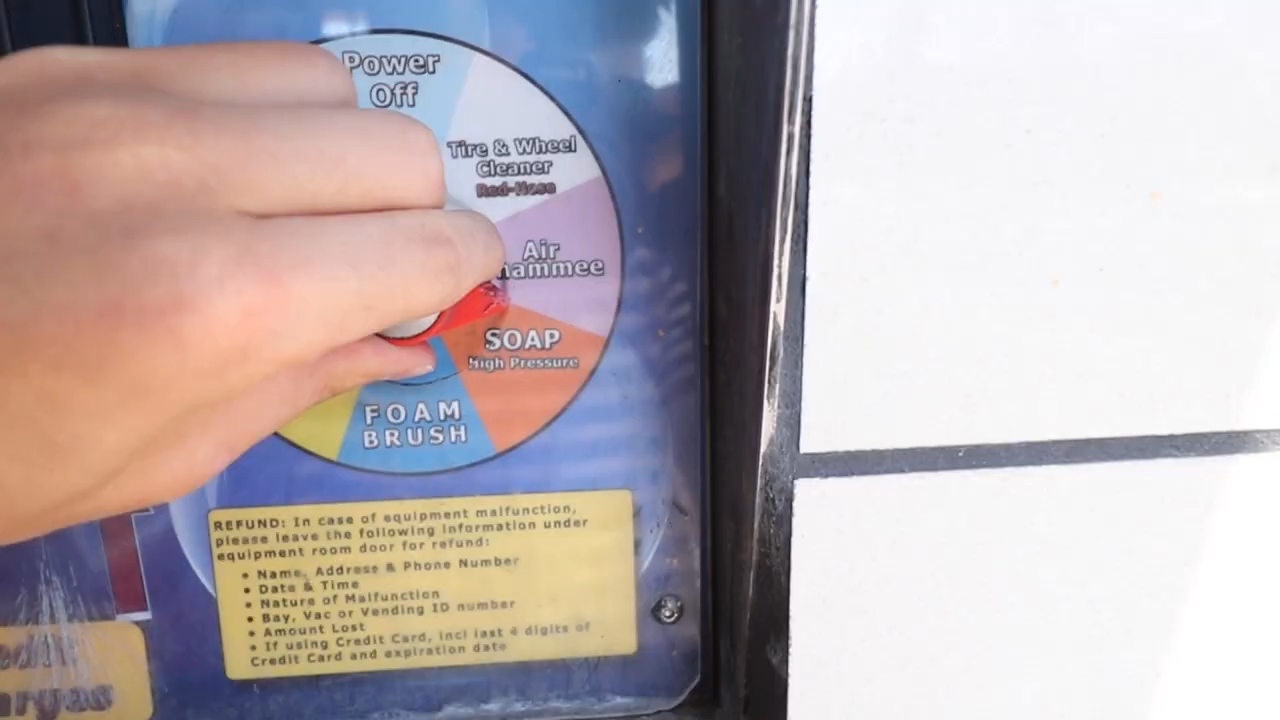 Power
Off
Tire & Wheel
Cleaner
Red-Nose
Air
hammee
SOAP
High Pressure
FOAM
BRUSH
REFUND: In case of equipment malfunction,
please leave the following information under
equipment room door for refund:
• Name, Address & Phone Number
• Date & Time
• Nature of Malfunction
• Bay, Vac or Vending ID number
• Amount Lost
• If using Credit Card, incl last 4 digits of
Credit Card and expiration date